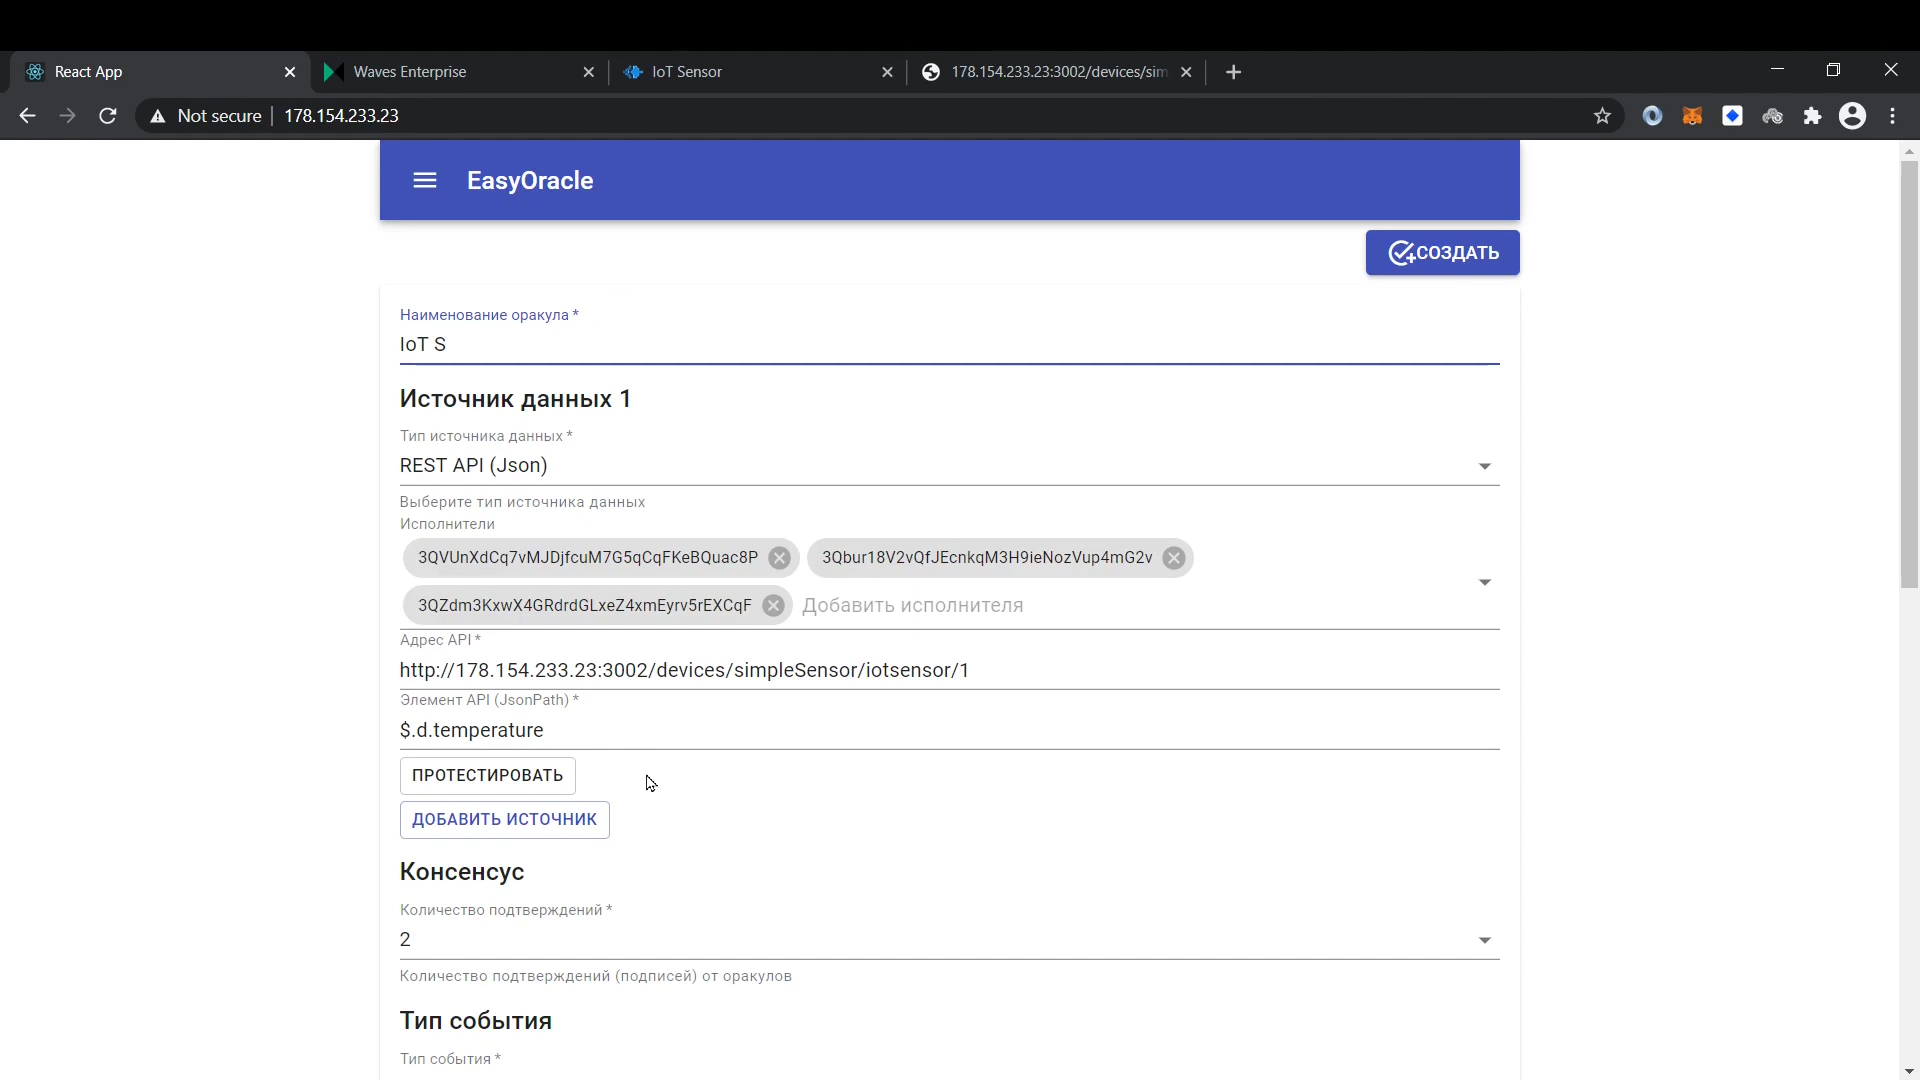 React App
Waves Enterprise
IoT Sensor
178.154.233.23:3002/devices/sim
Not secure
178.154.233.23
EasyOracle
СОЗДАТЬ
Наименование оракула *
IoT S
Источник данных 1
Тип источника данных *
REST API (Json)
Выберите тип источника данных
Исполнители
3QVUnXdCq7vMJDjfcuM7G5qCqFKeBQuac8P
3Qbur18V2vQfJEcnkqM3H9ieNozVup4mG2v
3QZdm3KxwX4GRdrdGLxeZ4xmEyrv5rEXCqF
Добавить исполнителя
Адрес API *
http://178.154.233.23:3002/devices/simpleSensor/iotsensor/1
Элемент API (JsonPath) *
$.d.temperature
ПРОТЕСТИРОВАТЬ
ДОБАВИТЬ ИСТОЧНИК
Консенсус
Количество подтверждений *
2
Количество подтверждений (подписей) от оракулов
Тип события
Тип события *